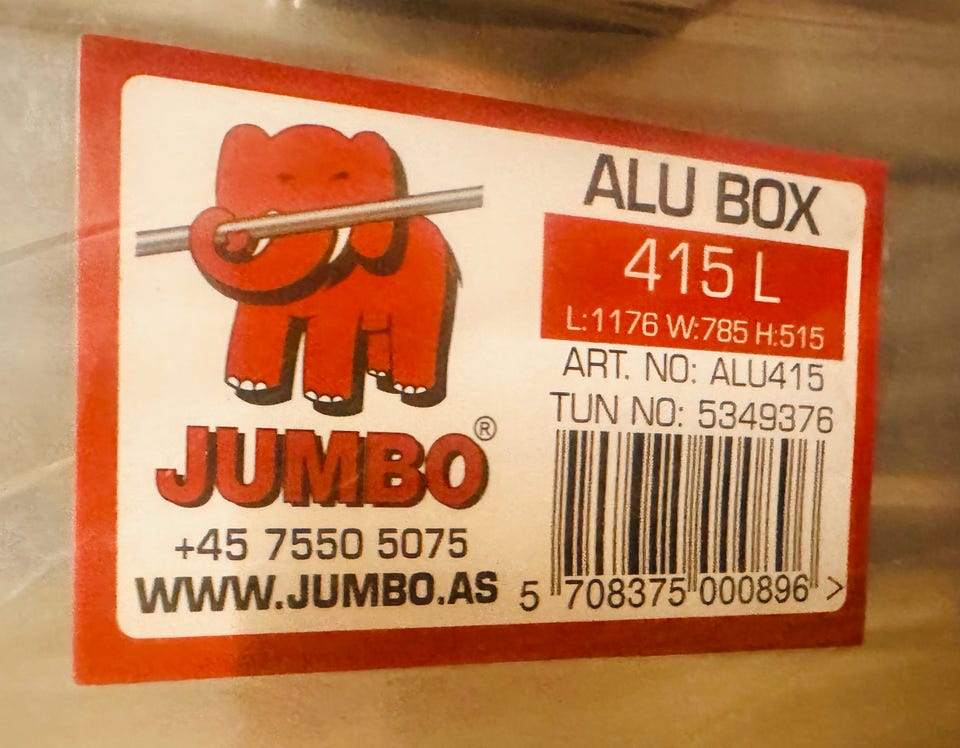 JUMBO®
+45 7550 5075
WWW.JUMBO.AS
ALU BOX
415 L
L:1176 W:785 H:515
ART. NO: ALU415
TUN NO: 5349376
5 708375 000896 >